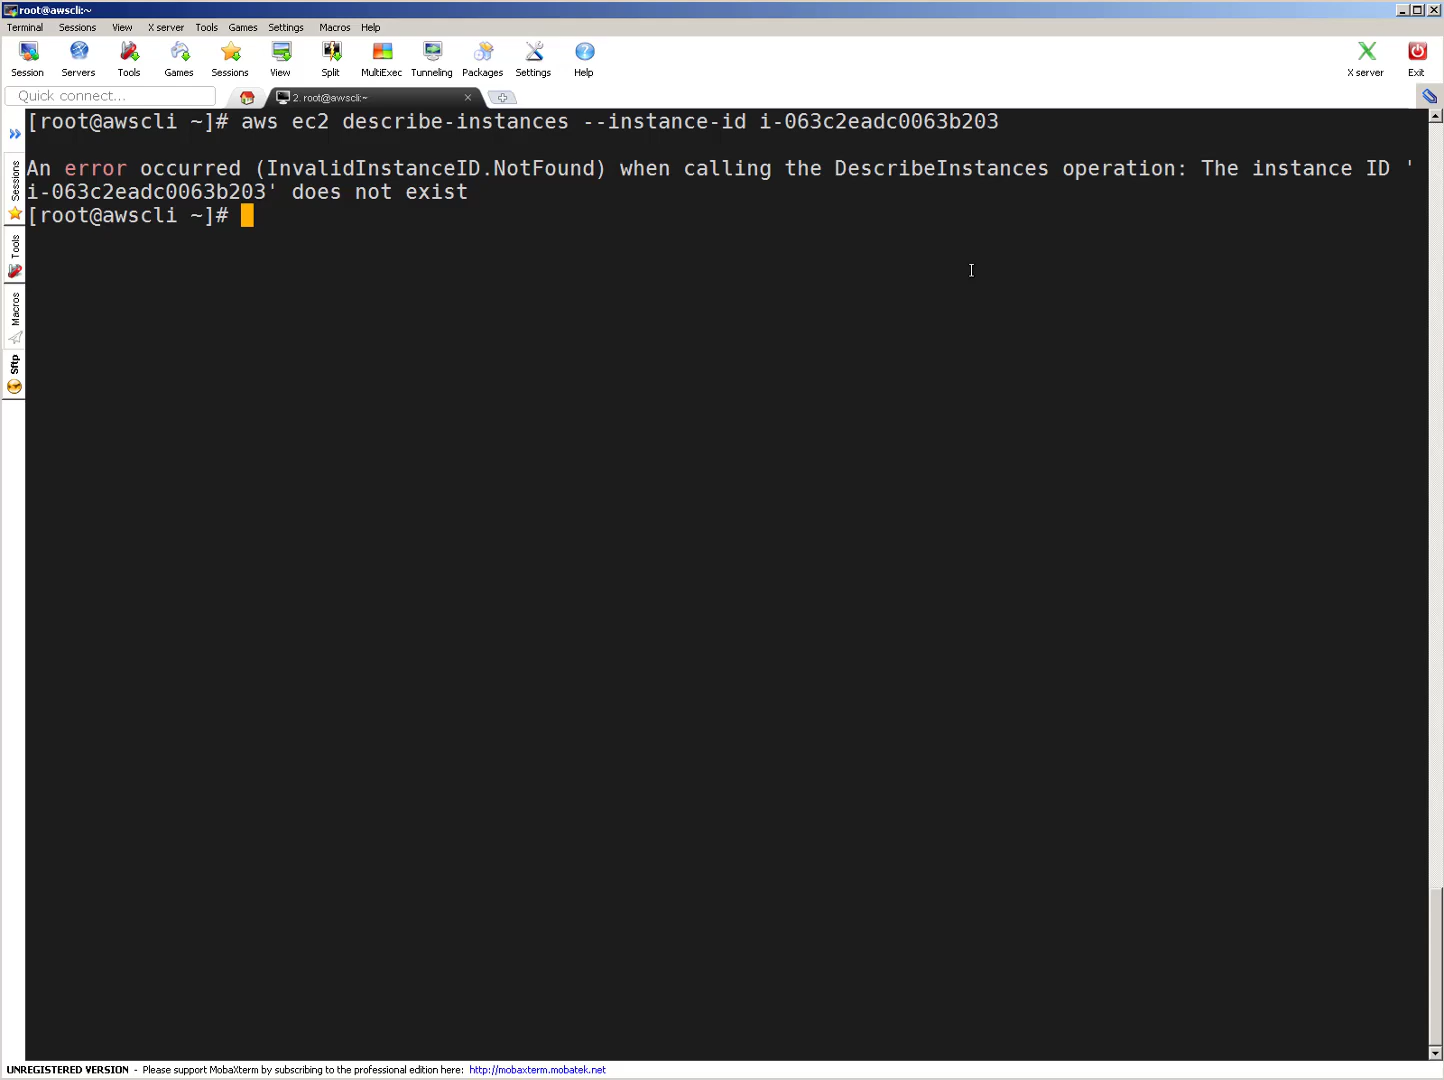 root@awscli:~
Terminal Sessions View X server Tools Games Settings Macros Help
Session Servers Tools Games Sessions View Split MultiExec Tunneling Packages Settings Help X server Exit
Quick connect...
2. root@awscli:~
[root@awscli ~]# aws ec2 describe-instances --instance-id i-063c2eadc0063b203
An error occurred (InvalidInstanceID.NotFound) when calling the DescribeInstances operation: The instance ID '
i-063c2eadc0063b203' does not exist
[root@awscli ~]#
Sessions
Tools
Macros
Sftp
UNREGISTERED VERSION - Please support MobaXterm by subscribing to the professional edition here: http://mobaxterm.mobatek.net